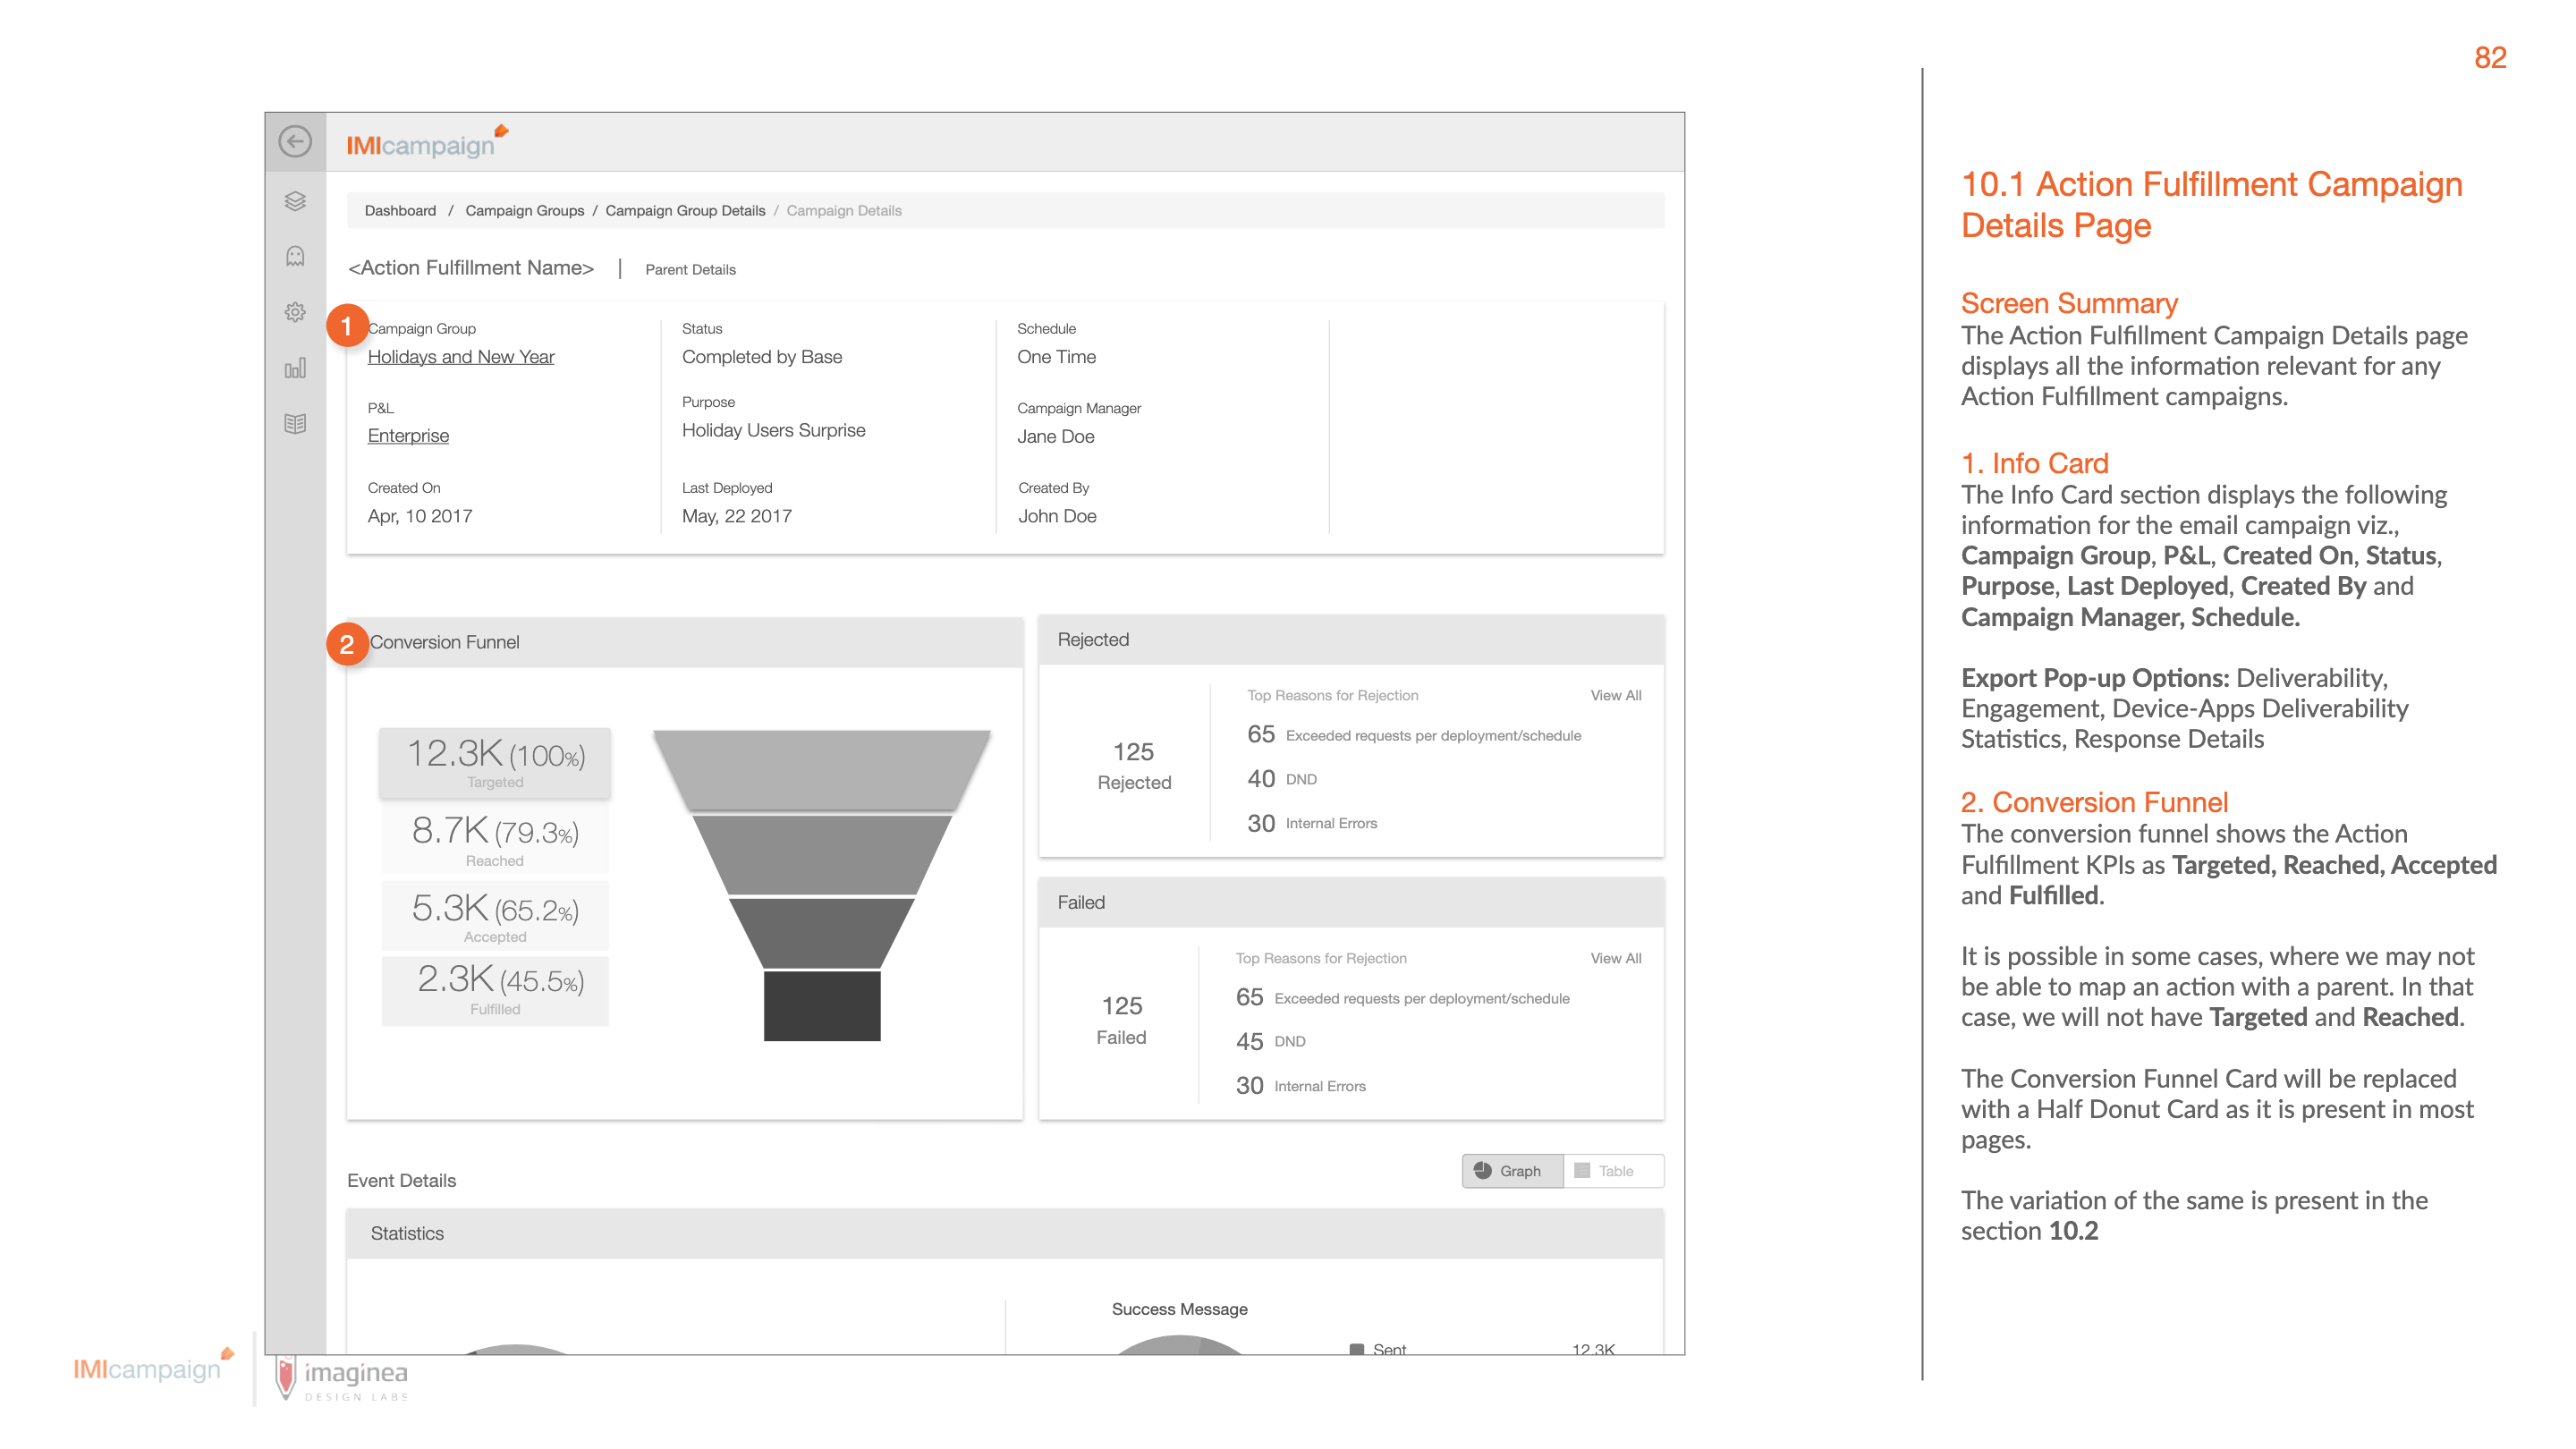 82
IMIcampaign
Dashboard / Campaign Groups / Campaign Group Details / Campaign Details
<Action Fulfillment Name> | Parent Details
1
Campaign Group
Holidays and New Year
P&L
Enterprise
Created On
Apr, 10 2017
Status
Completed by Base
Purpose
Holiday Users Surprise
Last Deployed
May, 22 2017
Schedule
One Time
Campaign Manager
Jane Doe
Created By
John Doe
2
Conversion Funnel
12.3K (100%)
Targeted
8.7K (79.3%)
Reached
5.3K (65.2%)
Accepted
2.3K (45.5%)
Fulfilled
Rejected
125
Rejected
Top Reasons for Rejection View All
65 Exceeded requests per deployment/schedule
40 DND
30 Internal Errors
Failed
125
Failed
Top Reasons for Rejection View All
65 Exceeded requests per deployment/schedule
45 DND
30 Internal Errors
Event Details
Graph Table
Statistics
Success Message
Sent 12.3K
IMIcampaign
imaginea
DESIGN LABS
10.1 Action Fulfillment Campaign
Details Page
Screen Summary
The Action Fulfillment Campaign Details page
displays all the information relevant for any
Action Fulfillment campaigns.
1. Info Card
The Info Card section displays the following
information for the email campaign viz.,
Campaign Group, P&L, Created On, Status,
Purpose, Last Deployed, Created By and
Campaign Manager, Schedule.
Export Pop-up Options: Deliverability,
Engagement, Device-Apps Deliverability
Statistics, Response Details
2. Conversion Funnel
The conversion funnel shows the Action
Fulfillment KPIs as Targeted, Reached, Accepted
and Fulfilled.
It is possible in some cases, where we may not
be able to map an action with a parent. In that
case, we will not have Targeted and Reached.
The Conversion Funnel Card will be replaced
with a Half Donut Card as it is present in most
pages.
The variation of the same is present in the
section 10.2